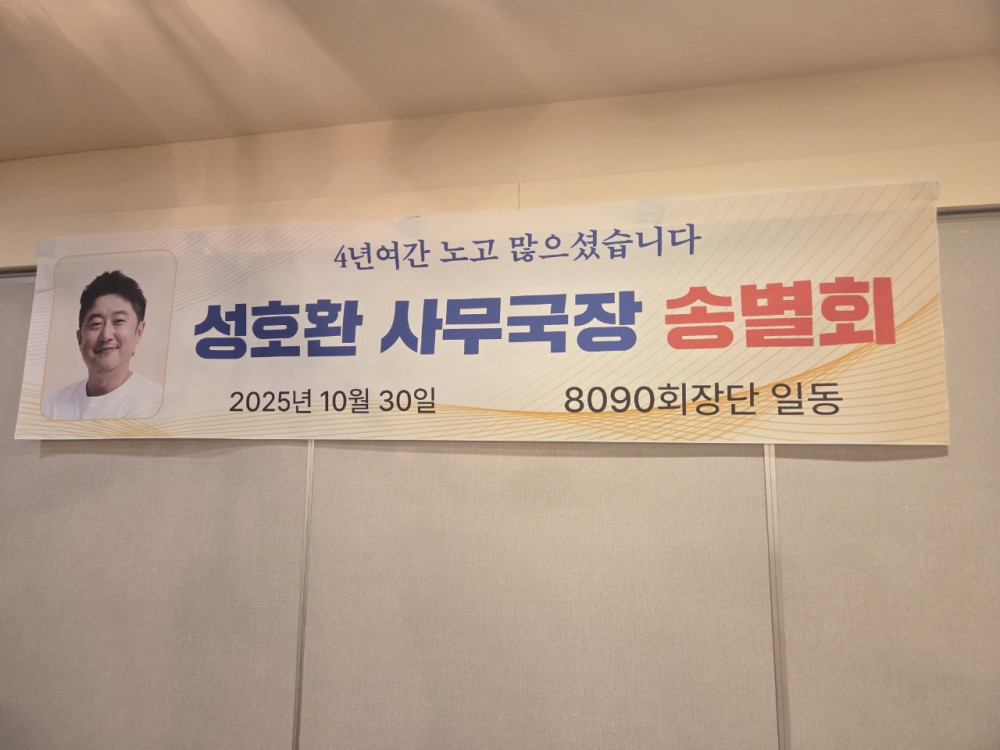 4년여간 노고 많으셨습니다
성호환 사무국장 송별회
2025년 10월 30일 8090회장단 일동